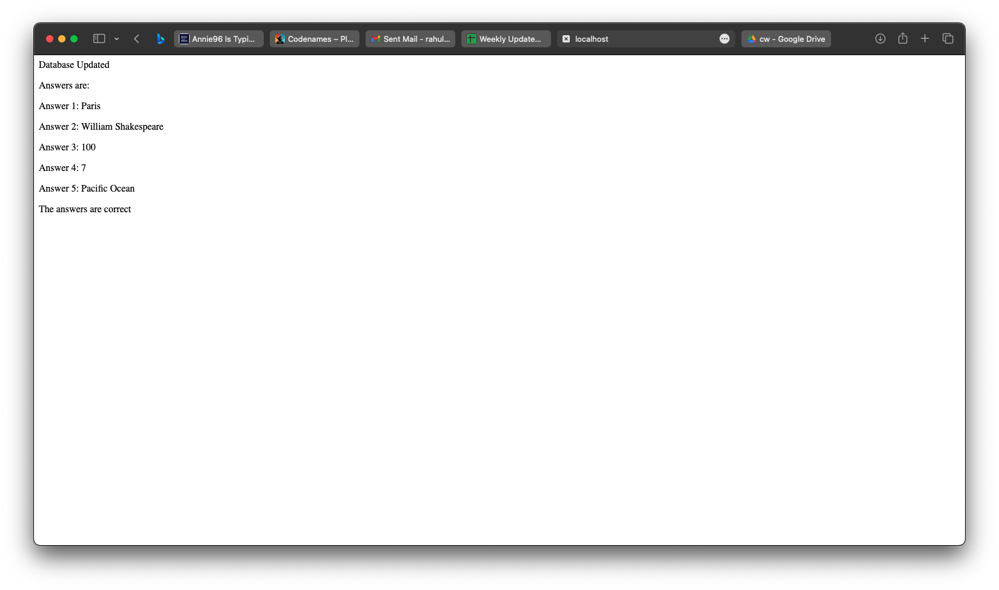 Annie96 Is Typi...
Codenames – Pl...
Sent Mail - rahul...
Weekly Update...
localhost
cw - Google Drive
Database Updated
Answers are:
Answer 1: Paris
Answer 2: William Shakespeare
Answer 3: 100
Answer 4: 7
Answer 5: Pacific Ocean
The answers are correct